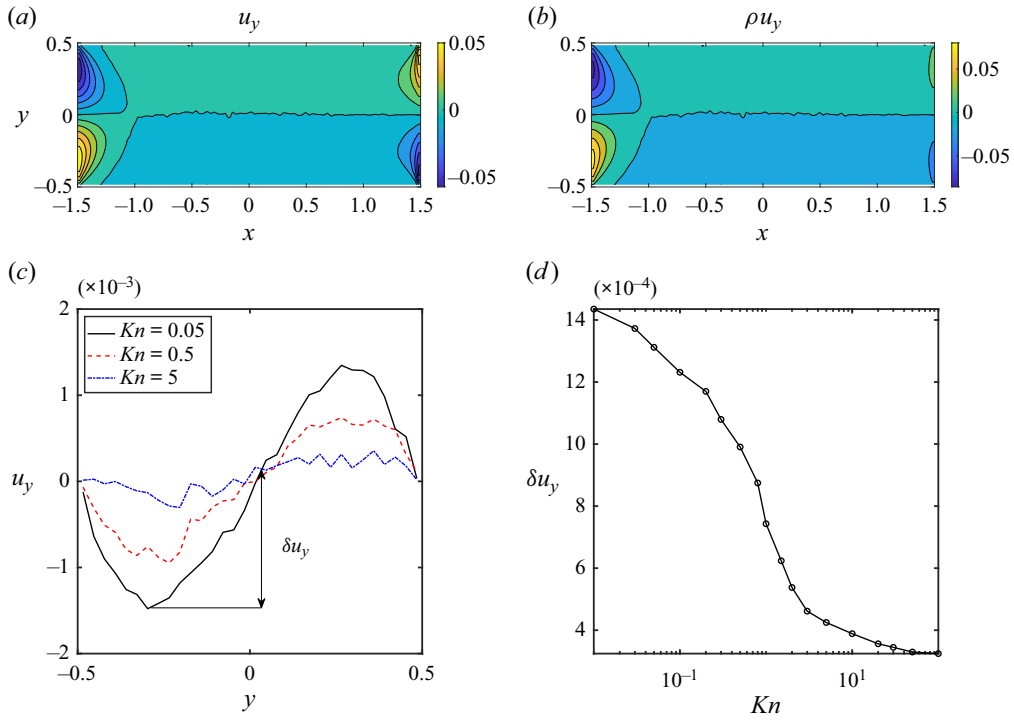 (a) u_y
(b) ρu_y
0.5
y 0
−0.5
−1.5 −1.0 −0.5 0 0.5 1.0 1.5
x
0.05
0
−0.05
0.5
0
−0.5
−1.5 −1.0 −0.5 0 0.5 1.0 1.5
x
0.05
0
−0.05
(c)
(×10⁻³)
2
1
u_y 0
−1
−2
Kn = 0.05
Kn = 0.5
Kn = 5
δu_y
−0.5 0 0.5
y
(d)
(×10⁻⁴)
14
12
10
δu_y
8
6
4
10⁻¹ 10¹
Kn